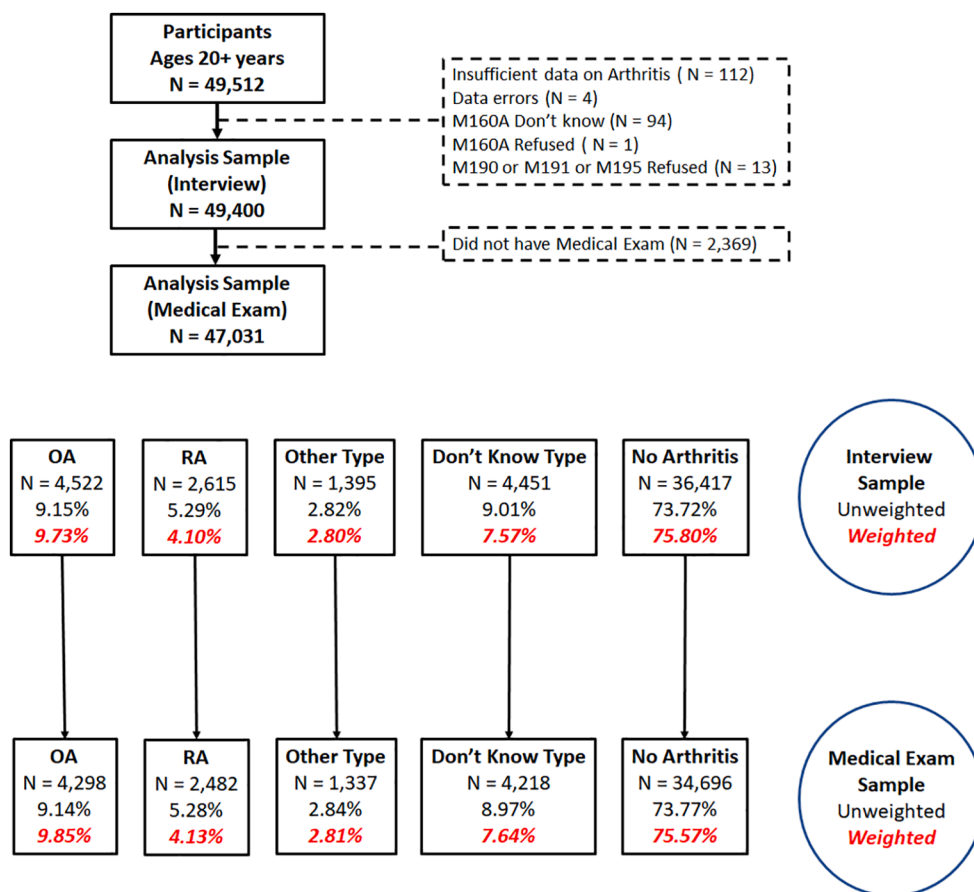 Participants
Ages 20+ years
N = 49,512
Insufficient data on Arthritis ( N = 112)
Data errors (N = 4)
M160A Don't know (N = 94)
M160A Refused ( N = 1)
M190 or M191 or M195 Refused (N = 13)
Analysis Sample
(Interview)
N = 49,400
Did not have Medical Exam (N = 2,369)
Analysis Sample
(Medical Exam)
N = 47,031
OA
N = 4,522
9.15%
9.73%
RA
N = 2,615
5.29%
4.10%
Other Type
N = 1,395
2.82%
2.80%
Don't Know Type
N = 4,451
9.01%
7.57%
No Arthritis
N = 36,417
73.72%
75.80%
Interview
Sample
Unweighted
Weighted
OA
N = 4,298
9.14%
9.85%
RA
N = 2,482
5.28%
4.13%
Other Type
N = 1,337
2.84%
2.81%
Don't Know Type
N = 4,218
8.97%
7.64%
No Arthritis
N = 34,696
73.77%
75.57%
Medical Exam
Sample
Unweighted
Weighted